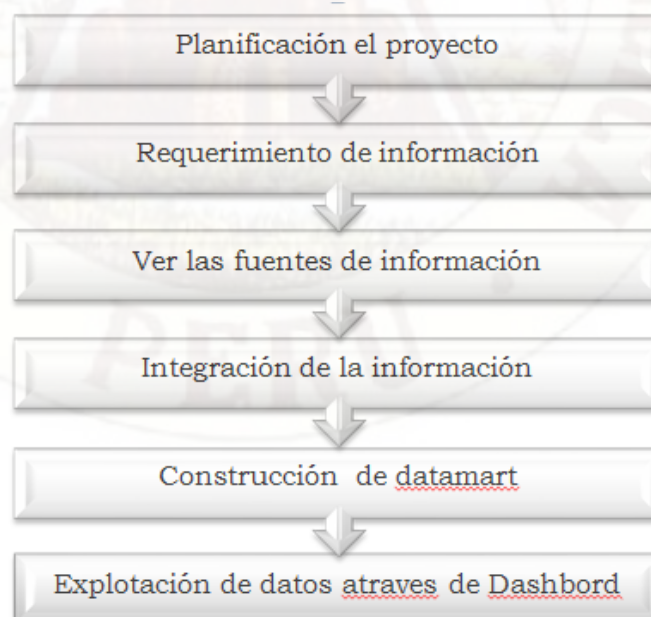 Planificación el proyecto
Requerimiento de información
Ver las fuentes de información
PERU
Integración de la información
Construcción de datamart
Explotación de datos atraves de Dashbord